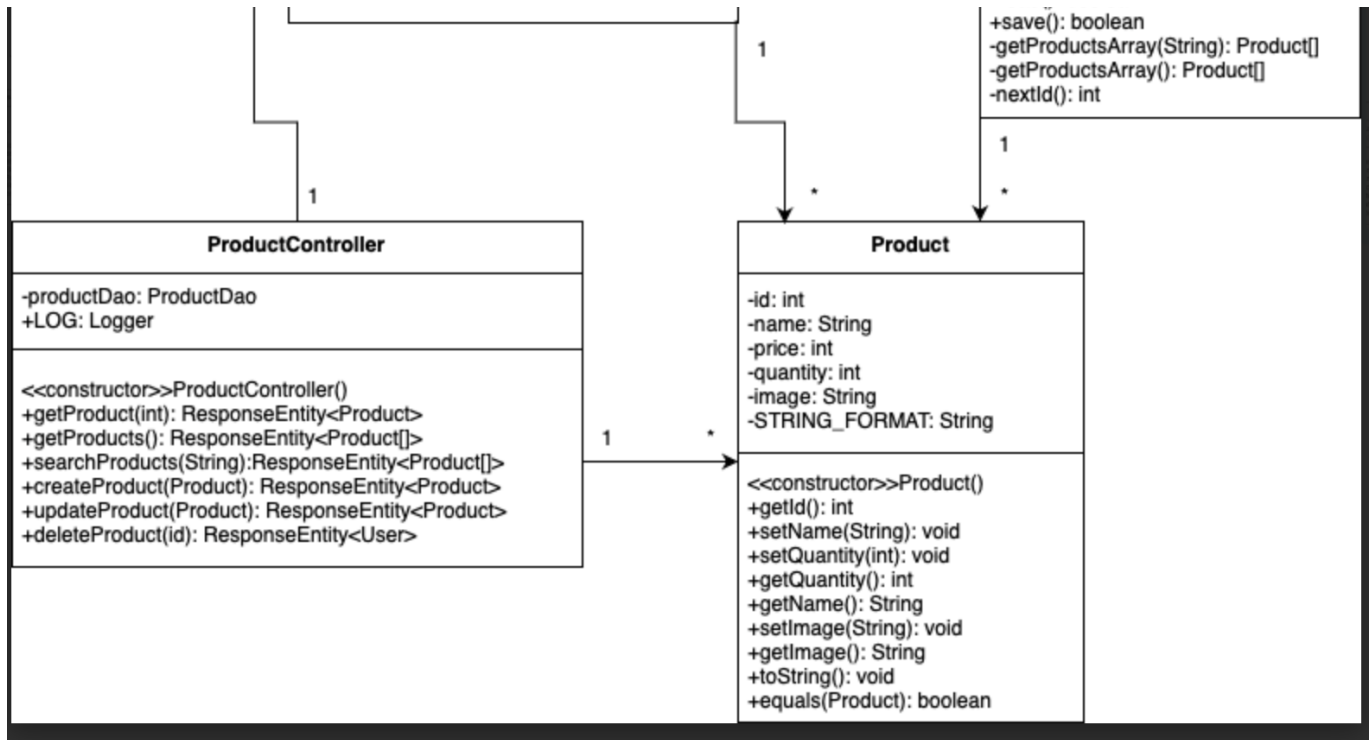 +save(): boolean
-getProductsArray(String): Product[]
-getProductsArray(): Product[]
-nextId(): int
1
1
*
1
*
1
ProductController
-productDao: ProductDao
+LOG: Logger
<<constructor>>ProductController()
+getProduct(int): ResponseEntity<Product>
+getProducts(): ResponseEntity<Product[]>
+searchProducts(String):ResponseEntity<Product[]>
+createProduct(Product): ResponseEntity<Product>
+updateProduct(Product): ResponseEntity<Product>
+deleteProduct(id): ResponseEntity<User>
1
*
Product
-id: int
-name: String
-price: int
-quantity: int
-image: String
-STRING_FORMAT: String
<<constructor>>Product()
+getId(): int
+setName(String): void
+setQuantity(int): void
+getQuantity(): int
+getName(): String
+setImage(String): void
+getImage(): String
+toString(): void
+equals(Product): boolean